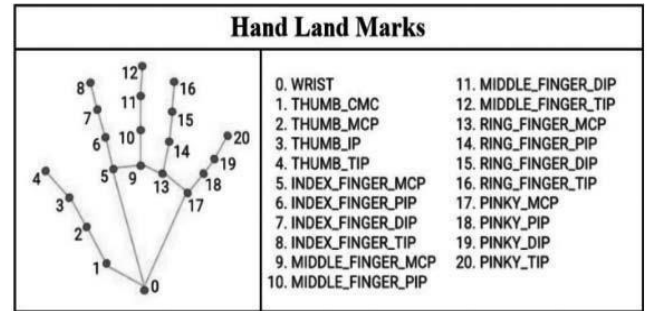 Hand Land Marks
12
8
16
11
7
15
20
6
10
14
19
4
5
9
18
13
3
17
2
1
0
0. WRIST
1. THUMB_CMC
2. THUMB_MCP
3. THUMB_IP
4. THUMB_TIP
5. INDEX_FINGER_MCP
6. INDEX_FINGER_PIP
7. INDEX_FINGER_DIP
8. INDEX_FINGER_TIP
9. MIDDLE_FINGER_MCP
10. MIDDLE_FINGER_PIP
11. MIDDLE_FINGER_DIP
12. MIDDLE_FINGER_TIP
13. RING_FINGER_MCP
14. RING_FINGER_PIP
15. RING_FINGER_DIP
16. RING_FINGER_TIP
17. PINKY_MCP
18. PINKY_PIP
19. PINKY_DIP
20. PINKY_TIP